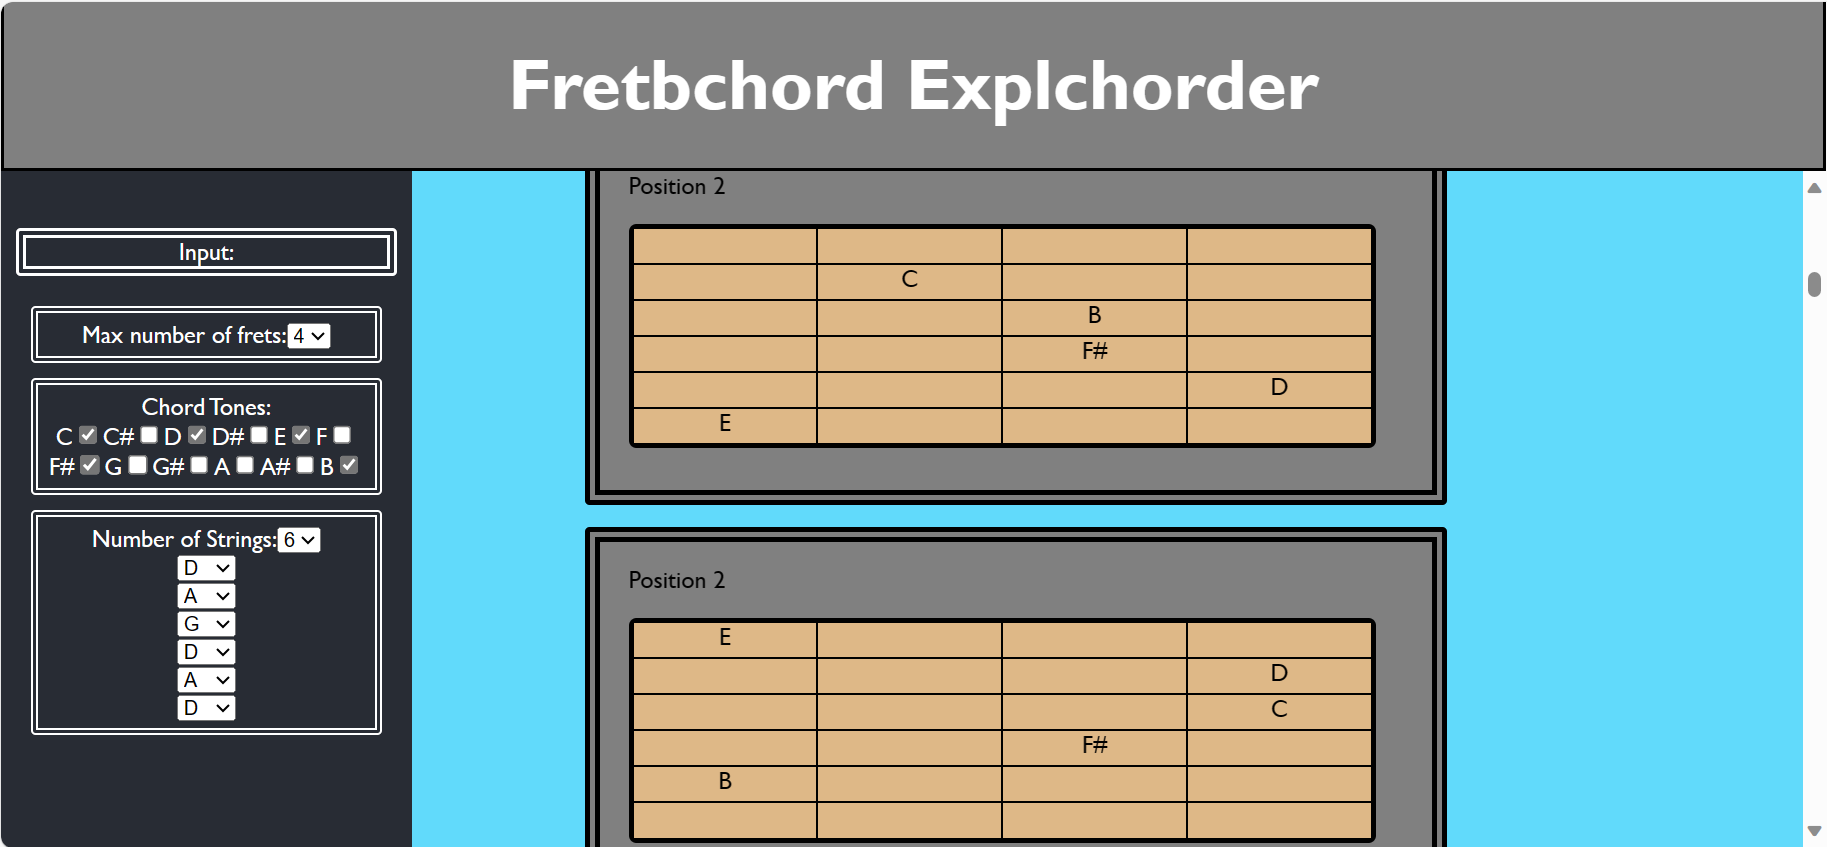 Fretbchord Explchorder
Input:
Max number of frets: 4
Chord Tones:
C C# D D# E F
F# G G# A A# B
Number of Strings: 6
D
A
G
D
A
D
Position 2
C
B
F#
D
E
Position 2
E
D
C
F#
B